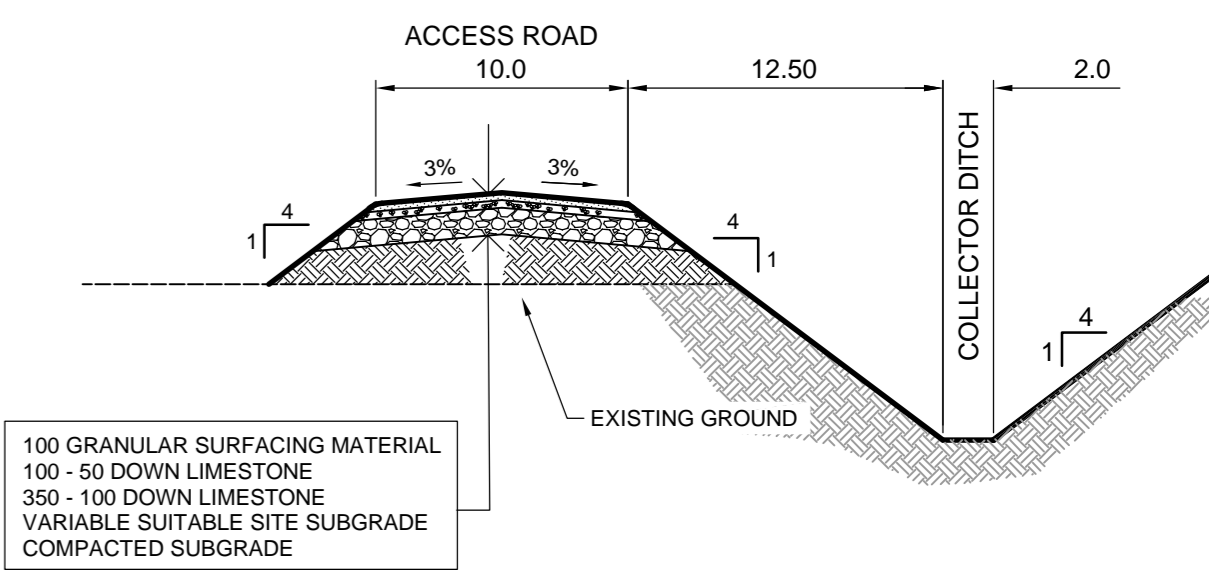 ACCESS ROAD
10.0
12.50
2.0
3%
3%
4
1
4
1
COLLECTOR DITCH
4
1
EXISTING GROUND
100 GRANULAR SURFACING MATERIAL
100 - 50 DOWN LIMESTONE
350 - 100 DOWN LIMESTONE
VARIABLE SUITABLE SITE SUBGRADE
COMPACTED SUBGRADE